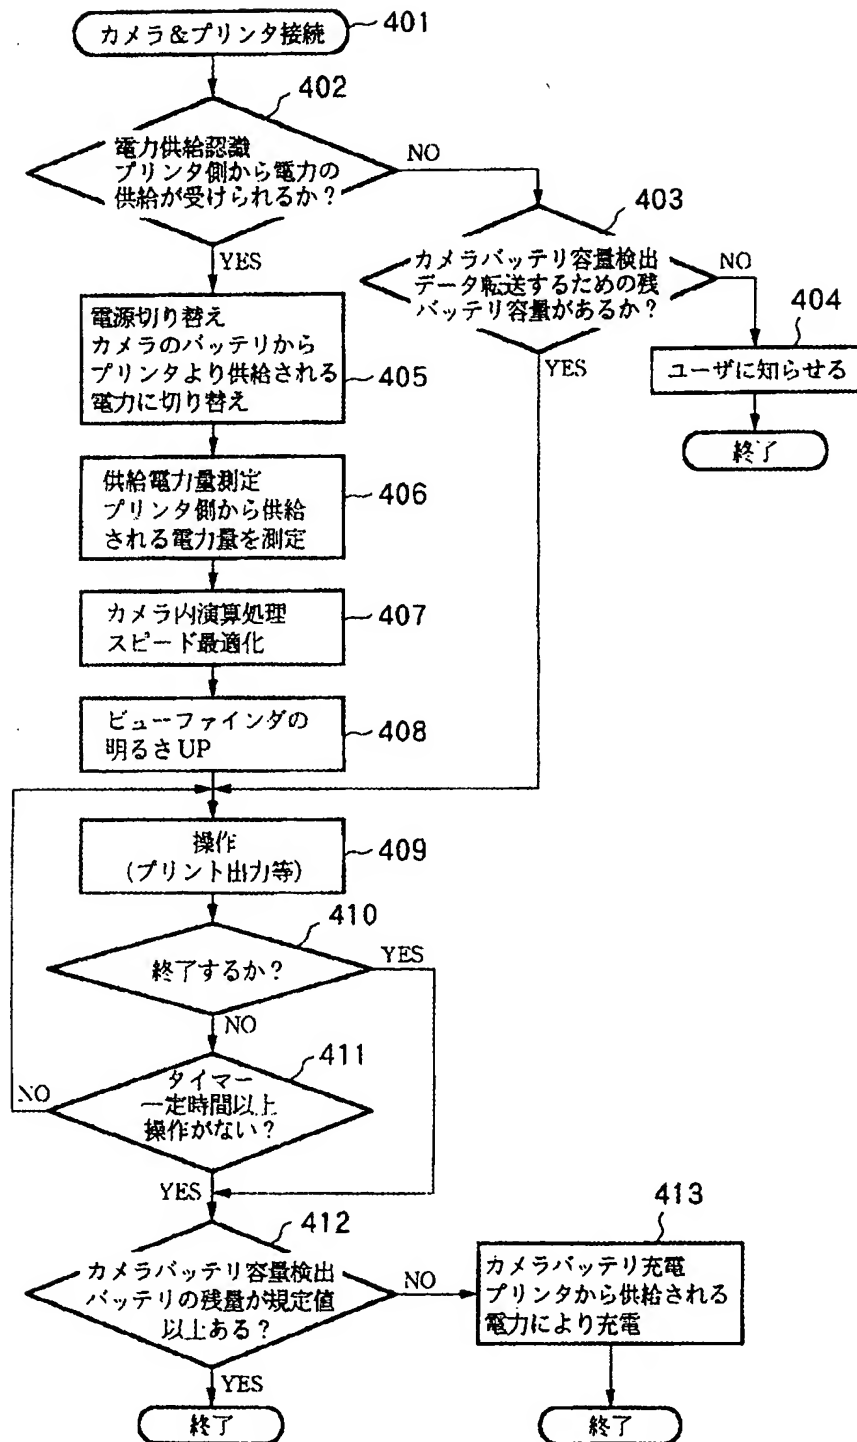 カメラ&プリンタ接続
401
402
電力供給認識
プリンタ側から電力の
供給が受けられるか?
NO
YES
403
カメラバッテリ容量検出
データ転送するための残
バッテリ容量があるか?
NO
YES
404
ユーザに知らせる
終了
電源切り替え
カメラのバッテリから
プリンタより供給される
電力に切り替え
405
供給電力量測定
プリンタ側から供給
される電力量を測定
406
カメラ内演算処理
スピード最適化
407
ビューファインダの
明るさUP
408
操作
(プリント出力等)
409
410
終了するか?
YES
NO
411
タイマー
一定時間以上
操作がない?
NO
YES
412
カメラバッテリ容量検出
バッテリの残量が規定値
以上ある?
NO
YES
413
カメラバッテリ充電
プリンタから供給される
電力により充電
終了
終了